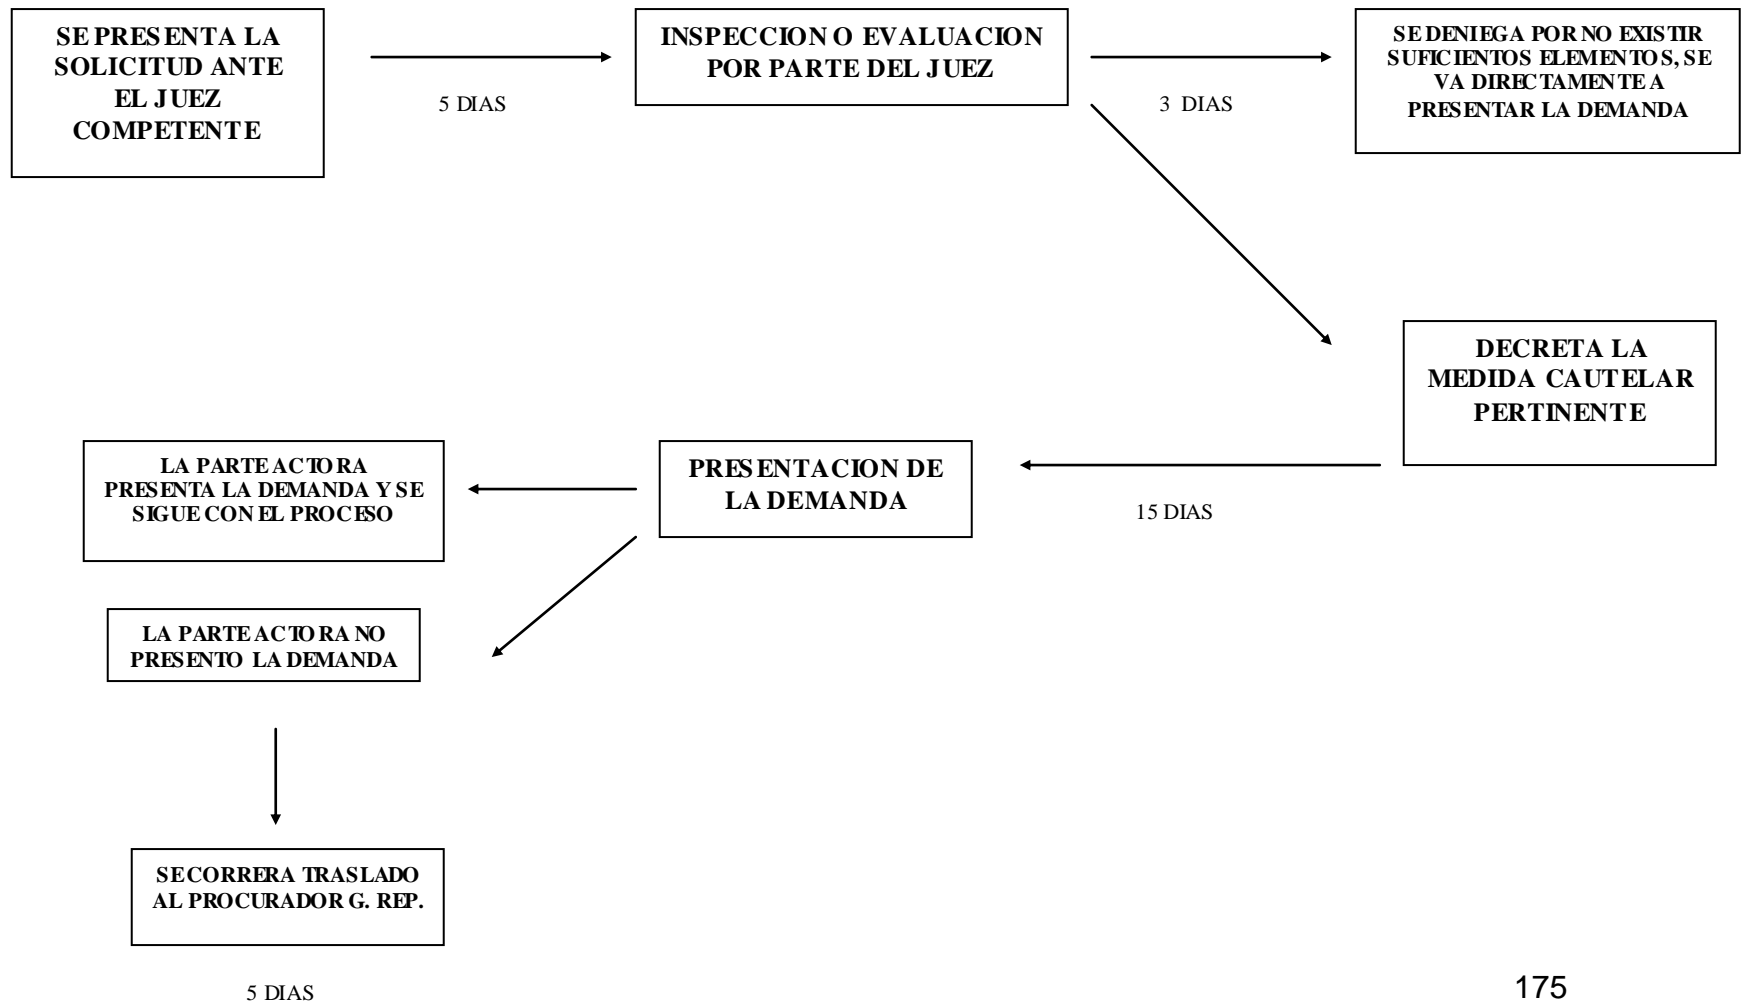 SE PRESENTA LA
SOLICITUD ANTE
EL JUEZ
COMPETENTE
5 DIAS
INSPECCION O EVALUACION
POR PARTE DEL JUEZ
3 DIAS
SE DENIEGA POR NO EXISTIR
SUFICIENTOS ELEMENTOS, SE
VA DIRECTAMENTE A
PRESENTAR LA DEMANDA
DECRETA LA
MEDIDA CAUTELAR
PERTINENTE
15 DIAS
PRESENTACION DE
LA DEMANDA
LA PARTE ACTORA
PRESENTA LA DEMANDA Y SE
SIGUE CON EL PROCESO
LA PARTE ACTORA NO
PRESENTO LA DEMANDA
SE CORRERA TRASLADO
AL PROCURADOR G. REP.
5 DIAS
175